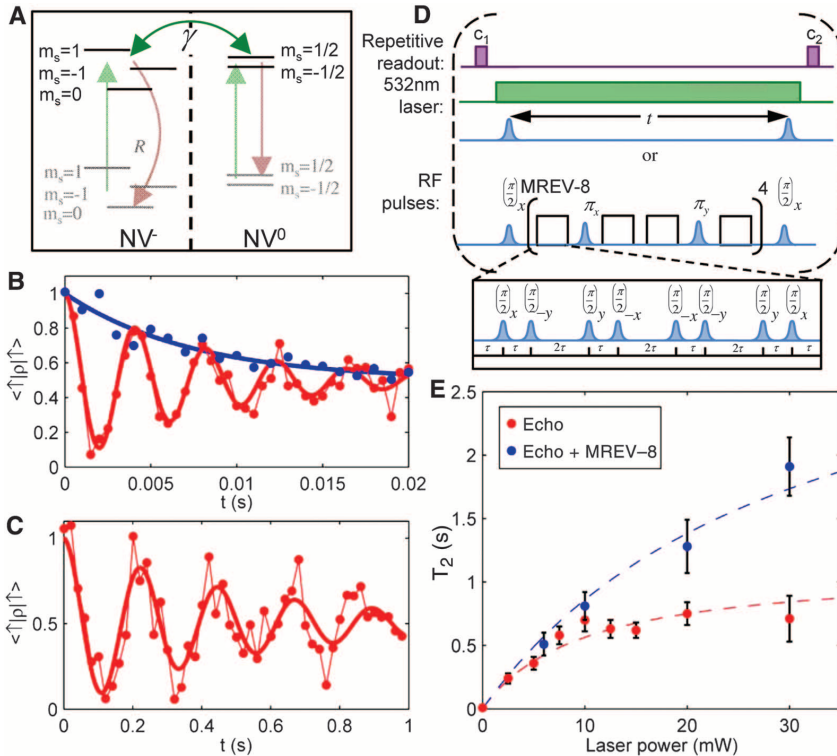 A
γ
m_s=1
m_s=-1
m_s=0
m_s=1/2
m_s=-1/2
R
m_s=1
m_s=-1
m_s=0
m_s=1/2
m_s=-1/2
NV⁻
NV⁰
B
<↑|ρ|↑>
1
0.8
0.6
0.4
0.2
0
0
0.005
0.01
0.015
0.02
t (s)
C
<↑|ρ|↑>
1
0.5
0
0
0.2
0.4
0.6
0.8
1
t (s)
D
Repetitive readout:
c₁
c₂
532nm laser:
t
or
RF pulses:
(π/2)x
MREV-8
πx
πy
4
(π/2)x
(π/2)x
(π/2)-y
(π/2)y
(π/2)-x
(π/2)-x
(π/2)-y
(π/2)y
(π/2)x
τ τ 2τ τ 2τ τ 2τ τ τ
E
2.5
2
1.5
1
0.5
0
T₂ (s)
Echo
Echo + MREV–8
0
10
20
30
Laser power (mW)